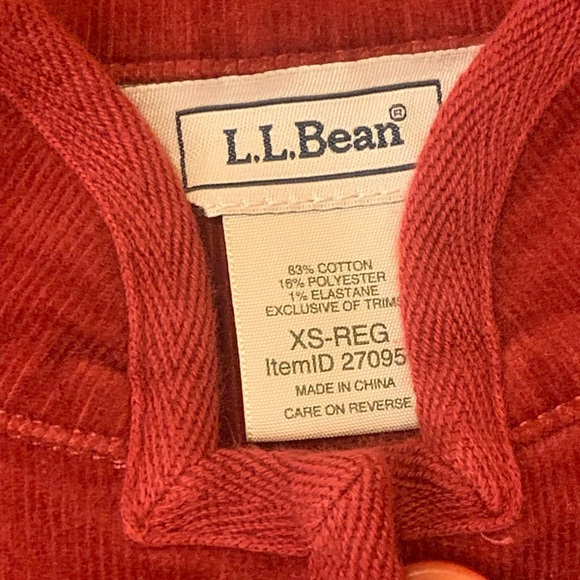 L.L.Bean®
83% COTTON
16% POLYESTER
1% ELASTANE
EXCLUSIVE OF TRIMS
XS-REG
ItemID 27095
MADE IN CHINA
CARE ON REVERSE